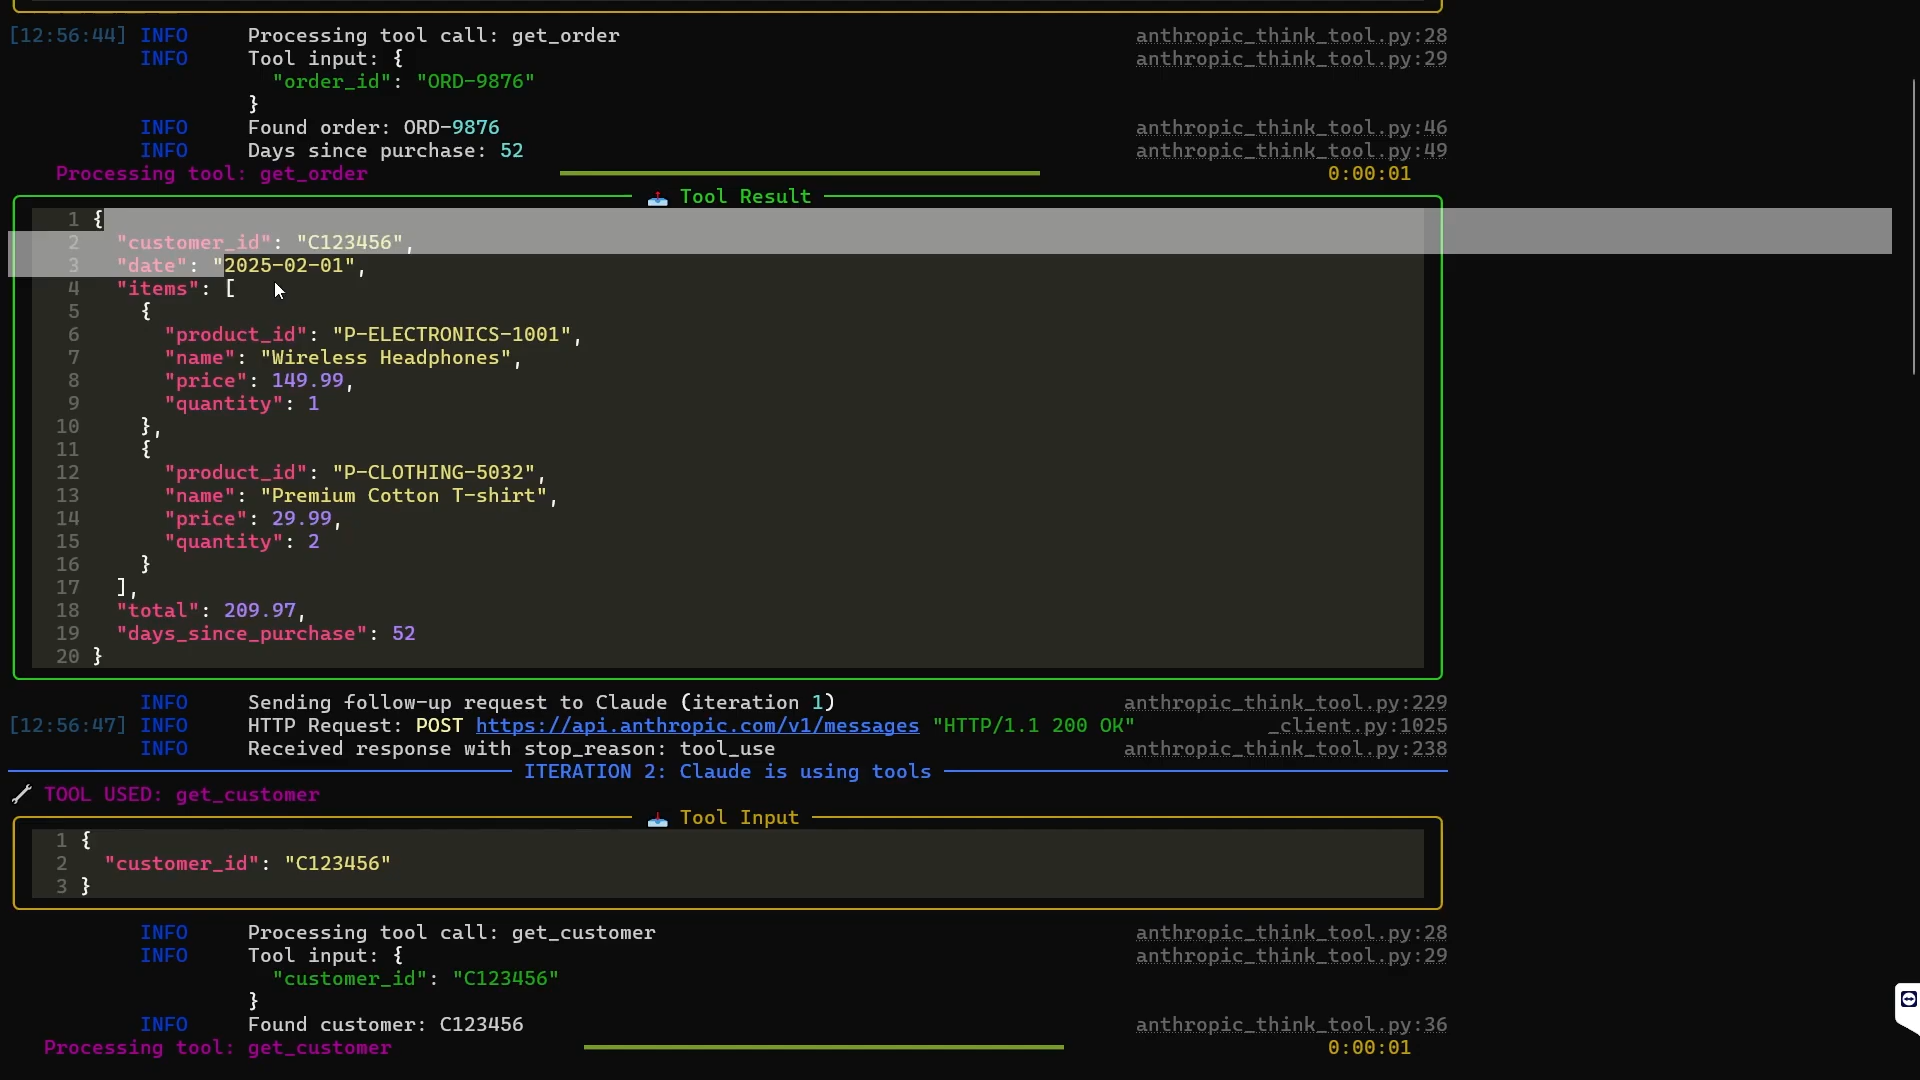 [12:56:44] INFO Processing tool call: get_order anthropic_think_tool.py:28
INFO Tool input: { anthropic_think_tool.py:29
"order_id": "ORD-9876"
}
INFO Found order: ORD-9876 anthropic_think_tool.py:46
INFO Days since purchase: 52 anthropic_think_tool.py:49
Processing tool: get_order 0:00:01
Tool Result
1 {
2 "customer_id": "C123456",
3 "date": "2025-02-01",
4 "items": [
5 {
6 "product_id": "P-ELECTRONICS-1001",
7 "name": "Wireless Headphones",
8 "price": 149.99,
9 "quantity": 1
10 },
11 {
12 "product_id": "P-CLOTHING-5032",
13 "name": "Premium Cotton T-shirt",
14 "price": 29.99,
15 "quantity": 2
16 }
17 ],
18 "total": 209.97,
19 "days_since_purchase": 52
20 }
INFO Sending follow-up request to Claude (iteration 1) anthropic_think_tool.py:229
[12:56:47] INFO HTTP Request: POST https://api.anthropic.com/v1/messages "HTTP/1.1 200 OK" _client.py:1025
INFO Received response with stop_reason: tool_use anthropic_think_tool.py:238
ITERATION 2: Claude is using tools
TOOL USED: get_customer
Tool Input
1 {
2 "customer_id": "C123456"
3 }
INFO Processing tool call: get_customer anthropic_think_tool.py:28
INFO Tool input: { anthropic_think_tool.py:29
"customer_id": "C123456"
}
INFO Found customer: C123456 anthropic_think_tool.py:36
Processing tool: get_customer 0:00:01